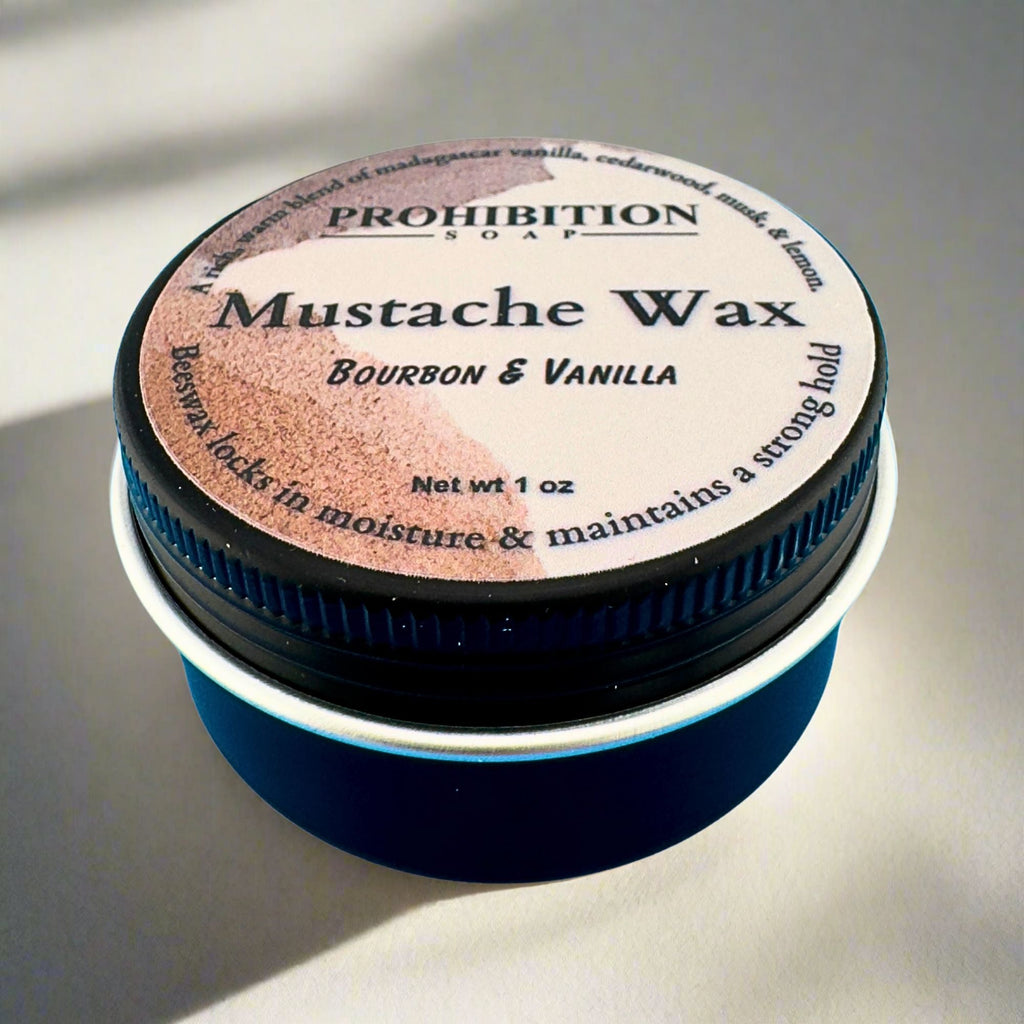 A rich, warm blend of madagascar vanilla, cedarwood, musk, & lemon.
PROHIBITION
SOAP
Mustache Wax
BOURBON & VANILLA
Net wt 1 oz
Beeswax locks in moisture & maintains a strong hold